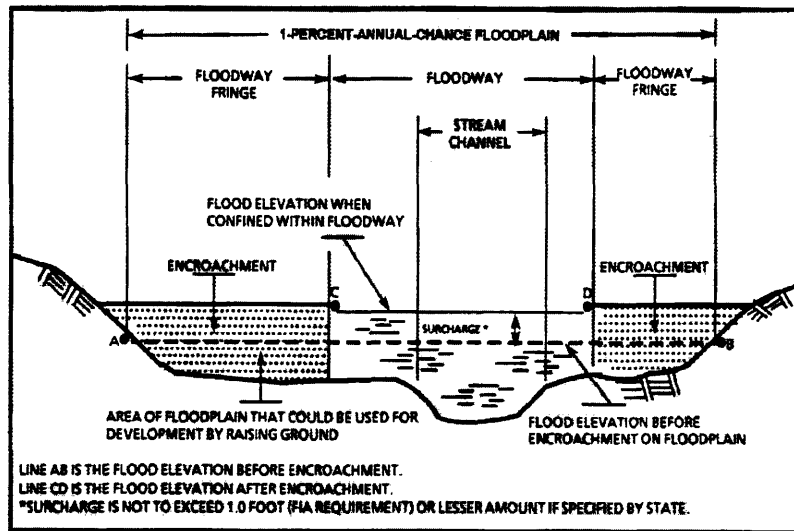 1-PERCENT-ANNUAL-CHANCE FLOODPLAIN
FLOODWAY
FRINGE
FLOODWAY
FLOODWAY
FRINGE
STREAM
CHANNEL
FLOOD ELEVATION WHEN
CONFINED WITHIN FLOODWAY
ENCROACHMENT
ENCROACHMENT
C
D
SURCHARGE *
A
B
AREA OF FLOODPLAIN THAT COULD BE USED FOR
DEVELOPMENT BY RAISING GROUND
FLOOD ELEVATION BEFORE
ENCROACHMENT ON FLOODPLAIN
LINE AB IS THE FLOOD ELEVATION BEFORE ENCROACHMENT.
LINE CD IS THE FLOOD ELEVATION AFTER ENCROACHMENT.
*SURCHARGE IS NOT TO EXCEED 1.0 FOOT (FIA REQUIREMENT) OR LESSER AMOUNT IF SPECIFIED BY STATE.